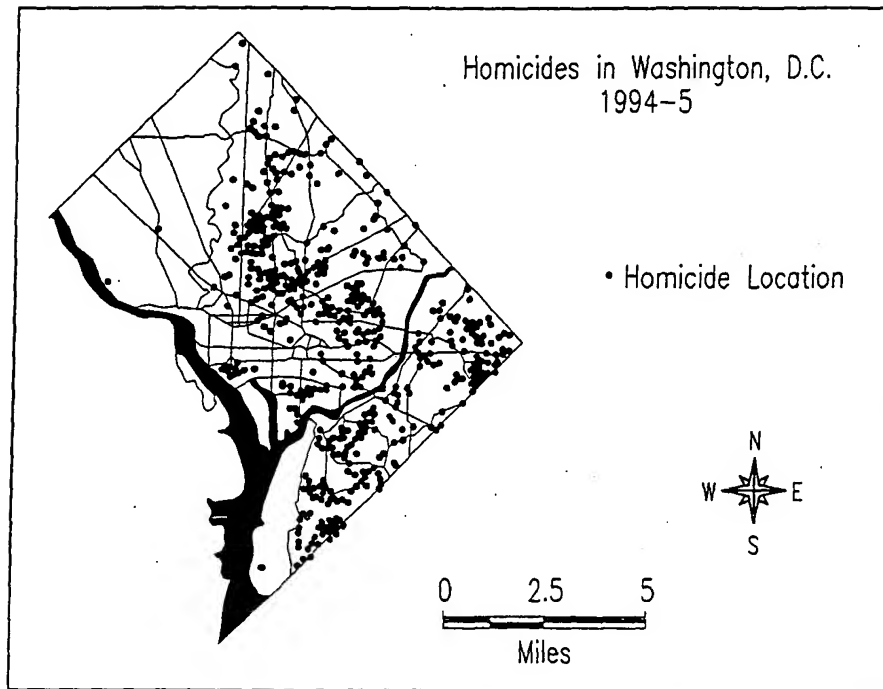 Homicides in Washington, D.C.
1994-5
• Homicide Location
N
W E
S
0 2.5 5
Miles